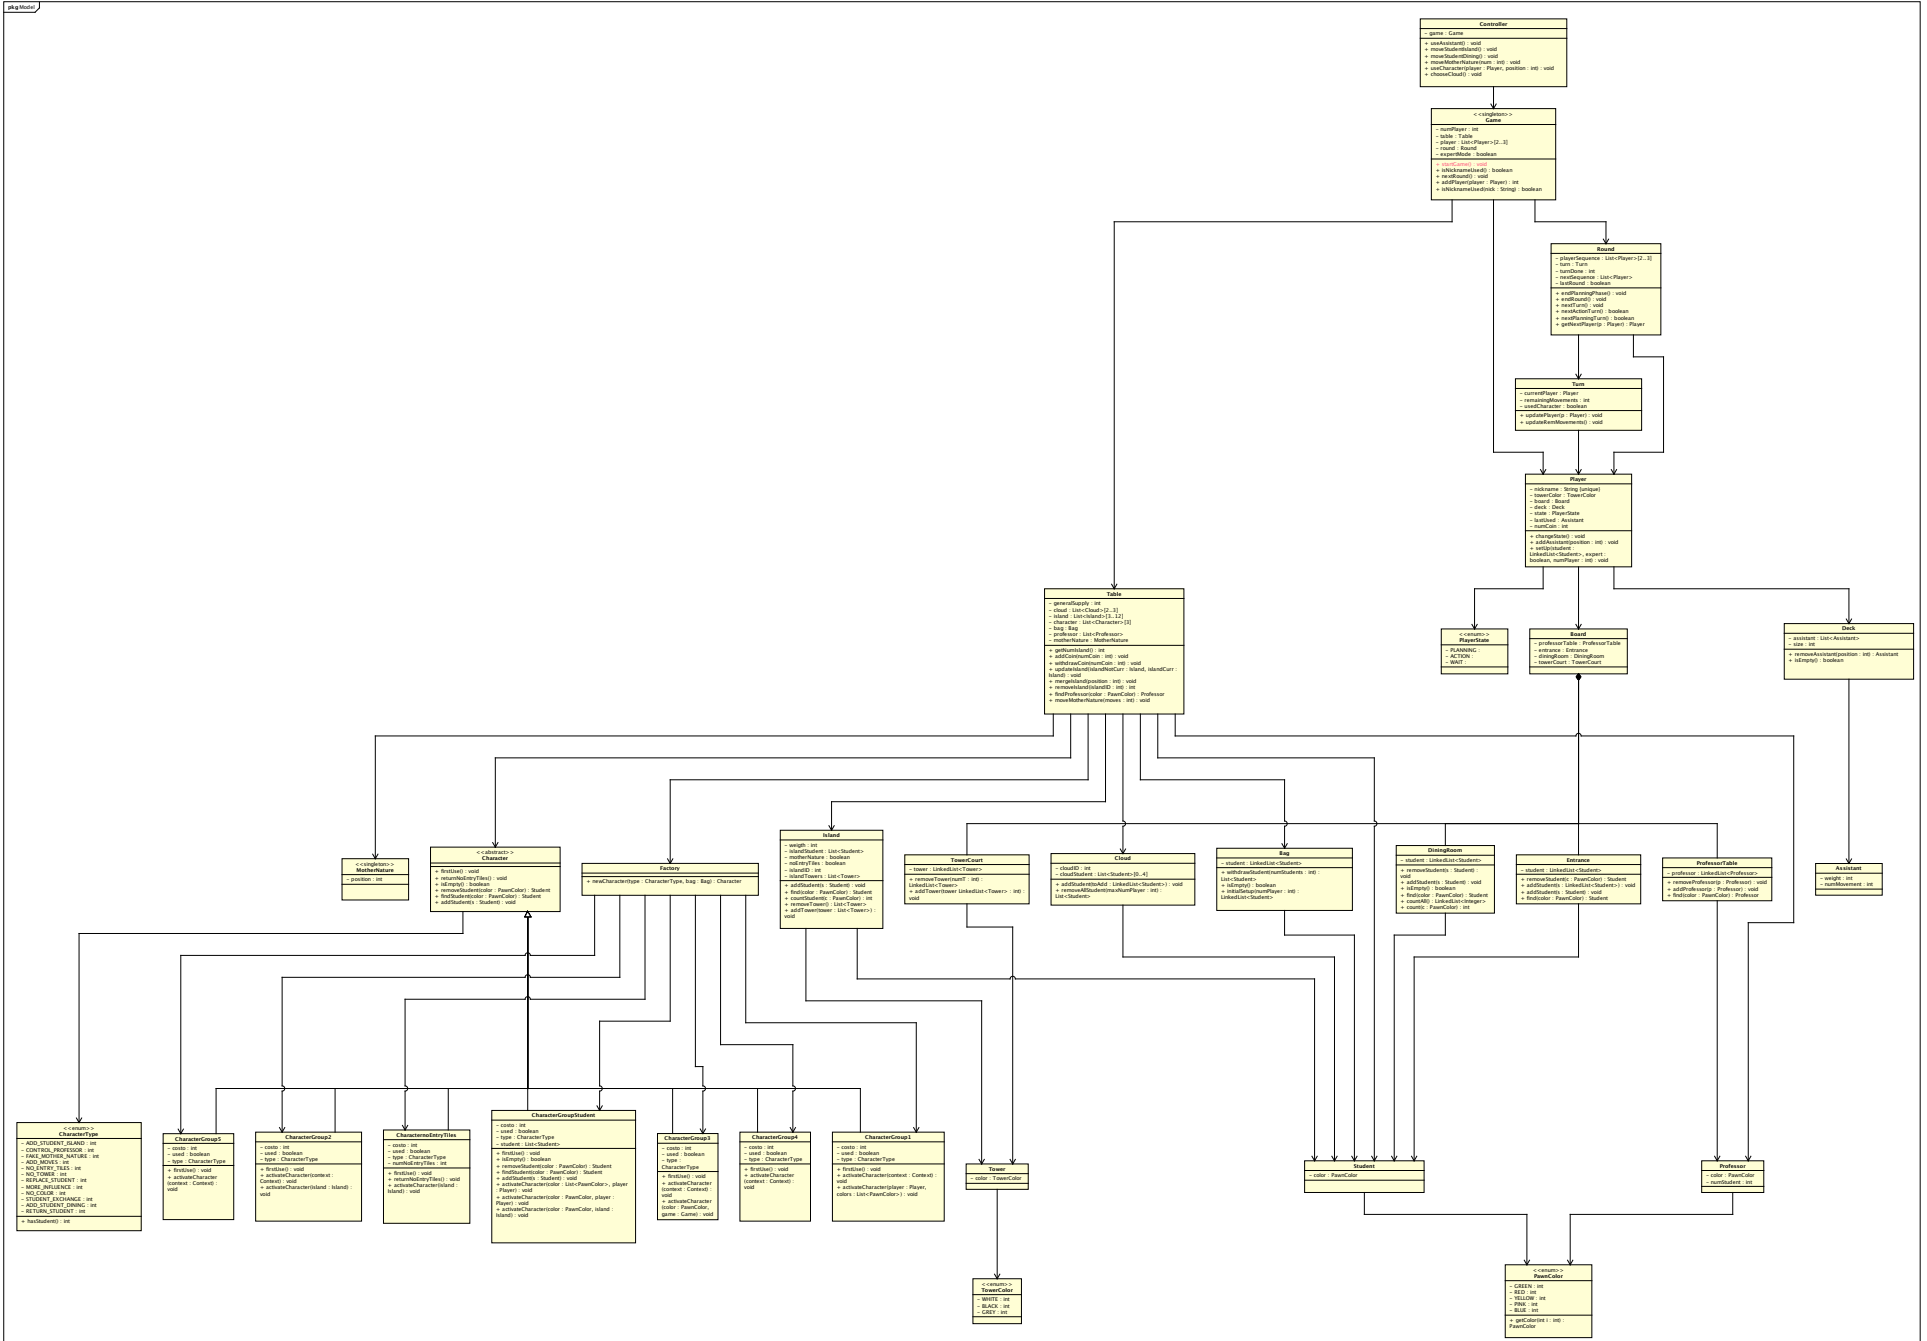 pkg Model
Controller
– game : Game
+ useAssistant() : void
+ moveStudentIsland() : void
+ moveStudentDining() : void
+ moveMotherNature(num : int) : void
+ useCharacter(player : Player, position : int) : void
+ chooseCloud() : void
<<singleton>>
Game
– numPlayer : int
– table : Table
– player : List<Player>[2..3]
– round : Round
– expertMode : boolean
+ startGame() : void
+ isNicknameUsed() : boolean
+ nextRound() : void
+ addPlayer(player : Player) : int
+ isNicknameUsed(nick : String) : boolean
Round
– playerSequence : List<Player>[2..3]
– turn : Turn
– turnDone : int
– nextSequence : List<Player>
– lastRound : boolean
+ endPlanningPhase() : void
+ endRound() : void
+ nextTurn() : void
+ nextActionTurn() : boolean
+ nextPlanningTurn() : boolean
+ getNextPlayer(p : Player) : Player
Turn
– currentPlayer : Player
– remainingMovements : int
– usedCharacter : boolean
+ updatePlayer(p : Player) : void
+ updateRemMovements() : void
Player
– nickname : String {unique}
– towerColor : TowerColor
– board : Board
– deck : Deck
– state : PlayerState
– lastUsed : Assistant
– numCoin : int
+ changeState() : void
+ addAssistant(position : int) : void
+ setUp(student :
LinkedList<Student>, expert :
boolean, numPlayer : int) : void
Table
– generalSupply : int
– cloud : List<Cloud>[2..3]
– island : List<Island>[3..12]
– character : List<Character>[3]
– bag : Bag
– professor : List<Professor>
– motherNature : MotherNature
+ getNumIsland() : int
+ addCoin(numCoin : int) : void
+ withdrawCoin(numCoin : int) : void
+ updateIsland(islandNotCurr : Island, islandCurr :
Island) : void
+ mergeIsland(position : int) : void
+ removeIsland(islandID : int) : int
+ findProfessor(color : PawnColor) : Professor
+ moveMotherNature(moves : int) : void
<<enum>>
PlayerState
– PLANNING :
– ACTION :
– WAIT :
Board
– professorTable : ProfessorTable
– entrance : Entrance
– diningRoom : DiningRoom
– towerCourt : TowerCourt
Deck
– assistant : List<Assistant>
– size : int
+ removeAssistant(position : int) : Assistant
+ isEmpty() : boolean
<<singleton>>
MotherNature
– position : int
<<abstract>>
Character
+ firstUse() : void
+ returnNoEntryTiles() : void
+ isEmpty() : boolean
+ removeStudent(color : PawnColor) : Student
+ findStudent(color : PawnColor) : Student
+ addStudent(s : Student) : void
Factory
+ newCharacter(type : CharacterType, bag : Bag) : Character
Island
– weigth : int
– islandStudent : List<Student>
– motherNature : boolean
– noEntryTiles : boolean
– islandID : int
– islandTowers : List<Tower>
+ addStudent(s : Student) : void
+ find(color : PawnColor) : Student
+ countStudent(c : PawnColor) : int
+ removeTower() : List<Tower>
+ addTower(tower : List<Tower>) :
void
TowerCourt
– tower : LinkedList<Tower>
+ removeTower(numT : int) :
LinkedList<Tower>
+ addTower(tower LinkedList<Tower> : int) :
void
Cloud
– cloudID : int
– cloudStudent : List<Student>[0..4]
+ addStudent(toAdd : LinkedList<Student>) : void
+ removeAllStudent(maxNumPlayer : int) :
List<Student>
Bag
– student : LinkedList<Student>
+ withdrawStudent(numStudents : int) :
List<Student>
+ isEmpty() : boolean
+ initialSetup(numPlayer : int) :
LinkedList<Student>
DiningRoom
– student : LinkedList<Student>
+ removeStudent(s : Student) :
void
+ addStudent(s : Student) : void
+ isEmpty() : boolean
+ find(color : PawnColor) : Student
+ countAll() : LinkedList<Integer>
+ count(c : PawnColor) : int
Entrance
– student : LinkedList<Student>
+ removeStudent(c : PawnColor) : Student
+ addStudent(s : LinkedList<Student>) : void
+ addStudent(s : Student) : void
+ find(color : PawnColor) : Student
ProfessorTable
– professor : LinkedList<Professor>
+ removeProfessor(p : Professor) : void
+ addProfessor(p : Professor) : void
+ find(color : PawnColor) : Professor
Assistant
– weight : int
– numMovement : int
<<enum>>
CharacterType
– ADD_STUDENT_ISLAND : int
– CONTROL_PROFESSOR : int
– FAKE_MOTHER_NATURE : int
– ADD_MOVES : int
– NO_ENTRY_TILES : int
– NO_TOWER : int
– REPLACE_STUDENT : int
– MORE_INFLUENCE : int
– NO_COLOR : int
– STUDENT_EXCHANGE : int
– ADD_STUDENT_DINING : int
– RETURN_STUDENT : int
+ hasStudent() : int
CharacterGroup5
– costo : int
– used : boolean
– type : CharacterType
+ firstUse() : void
+ activateCharacter
(context : Context) :
void
CharacterGroup2
– costo : int
– used : boolean
– type : CharacterType
+ firstUse() : void
+ activateCharacter(context :
Context) : void
+ activateCharacter(island : Island) :
void
CharacternoEntryTiles
– costo : int
– used : boolean
– type : CharacterType
– numNoEntryTiles : int
+ firstUse() : void
+ returnNoEntryTiles() : void
+ activateCharacter(island :
Island) : void
CharacterGroupStudent
– costo : int
– used : boolean
– type : CharacterType
– student : List<Student>
+ firstUse() : void
+ isEmpty() : boolean
+ removeStudent(color : PawnColor) : Student
+ findStudent(color : PawnColor) : Student
+ addStudent(s : Student) : void
+ activateCharacter(color : List<PawnColor>, player
: Player) : void
+ activateCharacter(color : PawnColor, player :
Player) : void
+ activateCharacter(color : PawnColor, island :
Island) : void
CharacterGroup3
– costo : int
– used : boolean
– type :
CharacterType
+ firstUse() : void
+ activateCharacter
(context : Context) :
void
+ activateCharacter
(color : PawnColor,
game : Game) : void
CharacterGroup4
– costo : int
– used : boolean
– type : CharacterType
+ firstUse() : void
+ activateCharacter
(context : Context) :
void
CharacterGroup1
– costo : int
– used : boolean
– type : CharacterType
+ firstUse() : void
+ activateCharacter(context : Context) :
void
+ activateCharacter(player : Player,
colors : List<PawnColor>) : void
Tower
– color : TowerColor
Student
– color : PawnColor
Professor
– color : PawnColor
– numStudent : int
<<enum>>
TowerColor
– WHITE : int
– BLACK : int
– GREY : int
<<enum>>
PawnColor
– GREEN : int
– RED : int
– YELLOW : int
– PINK : int
– BLUE : int
+ getColor(int i : int) :
PawnColor